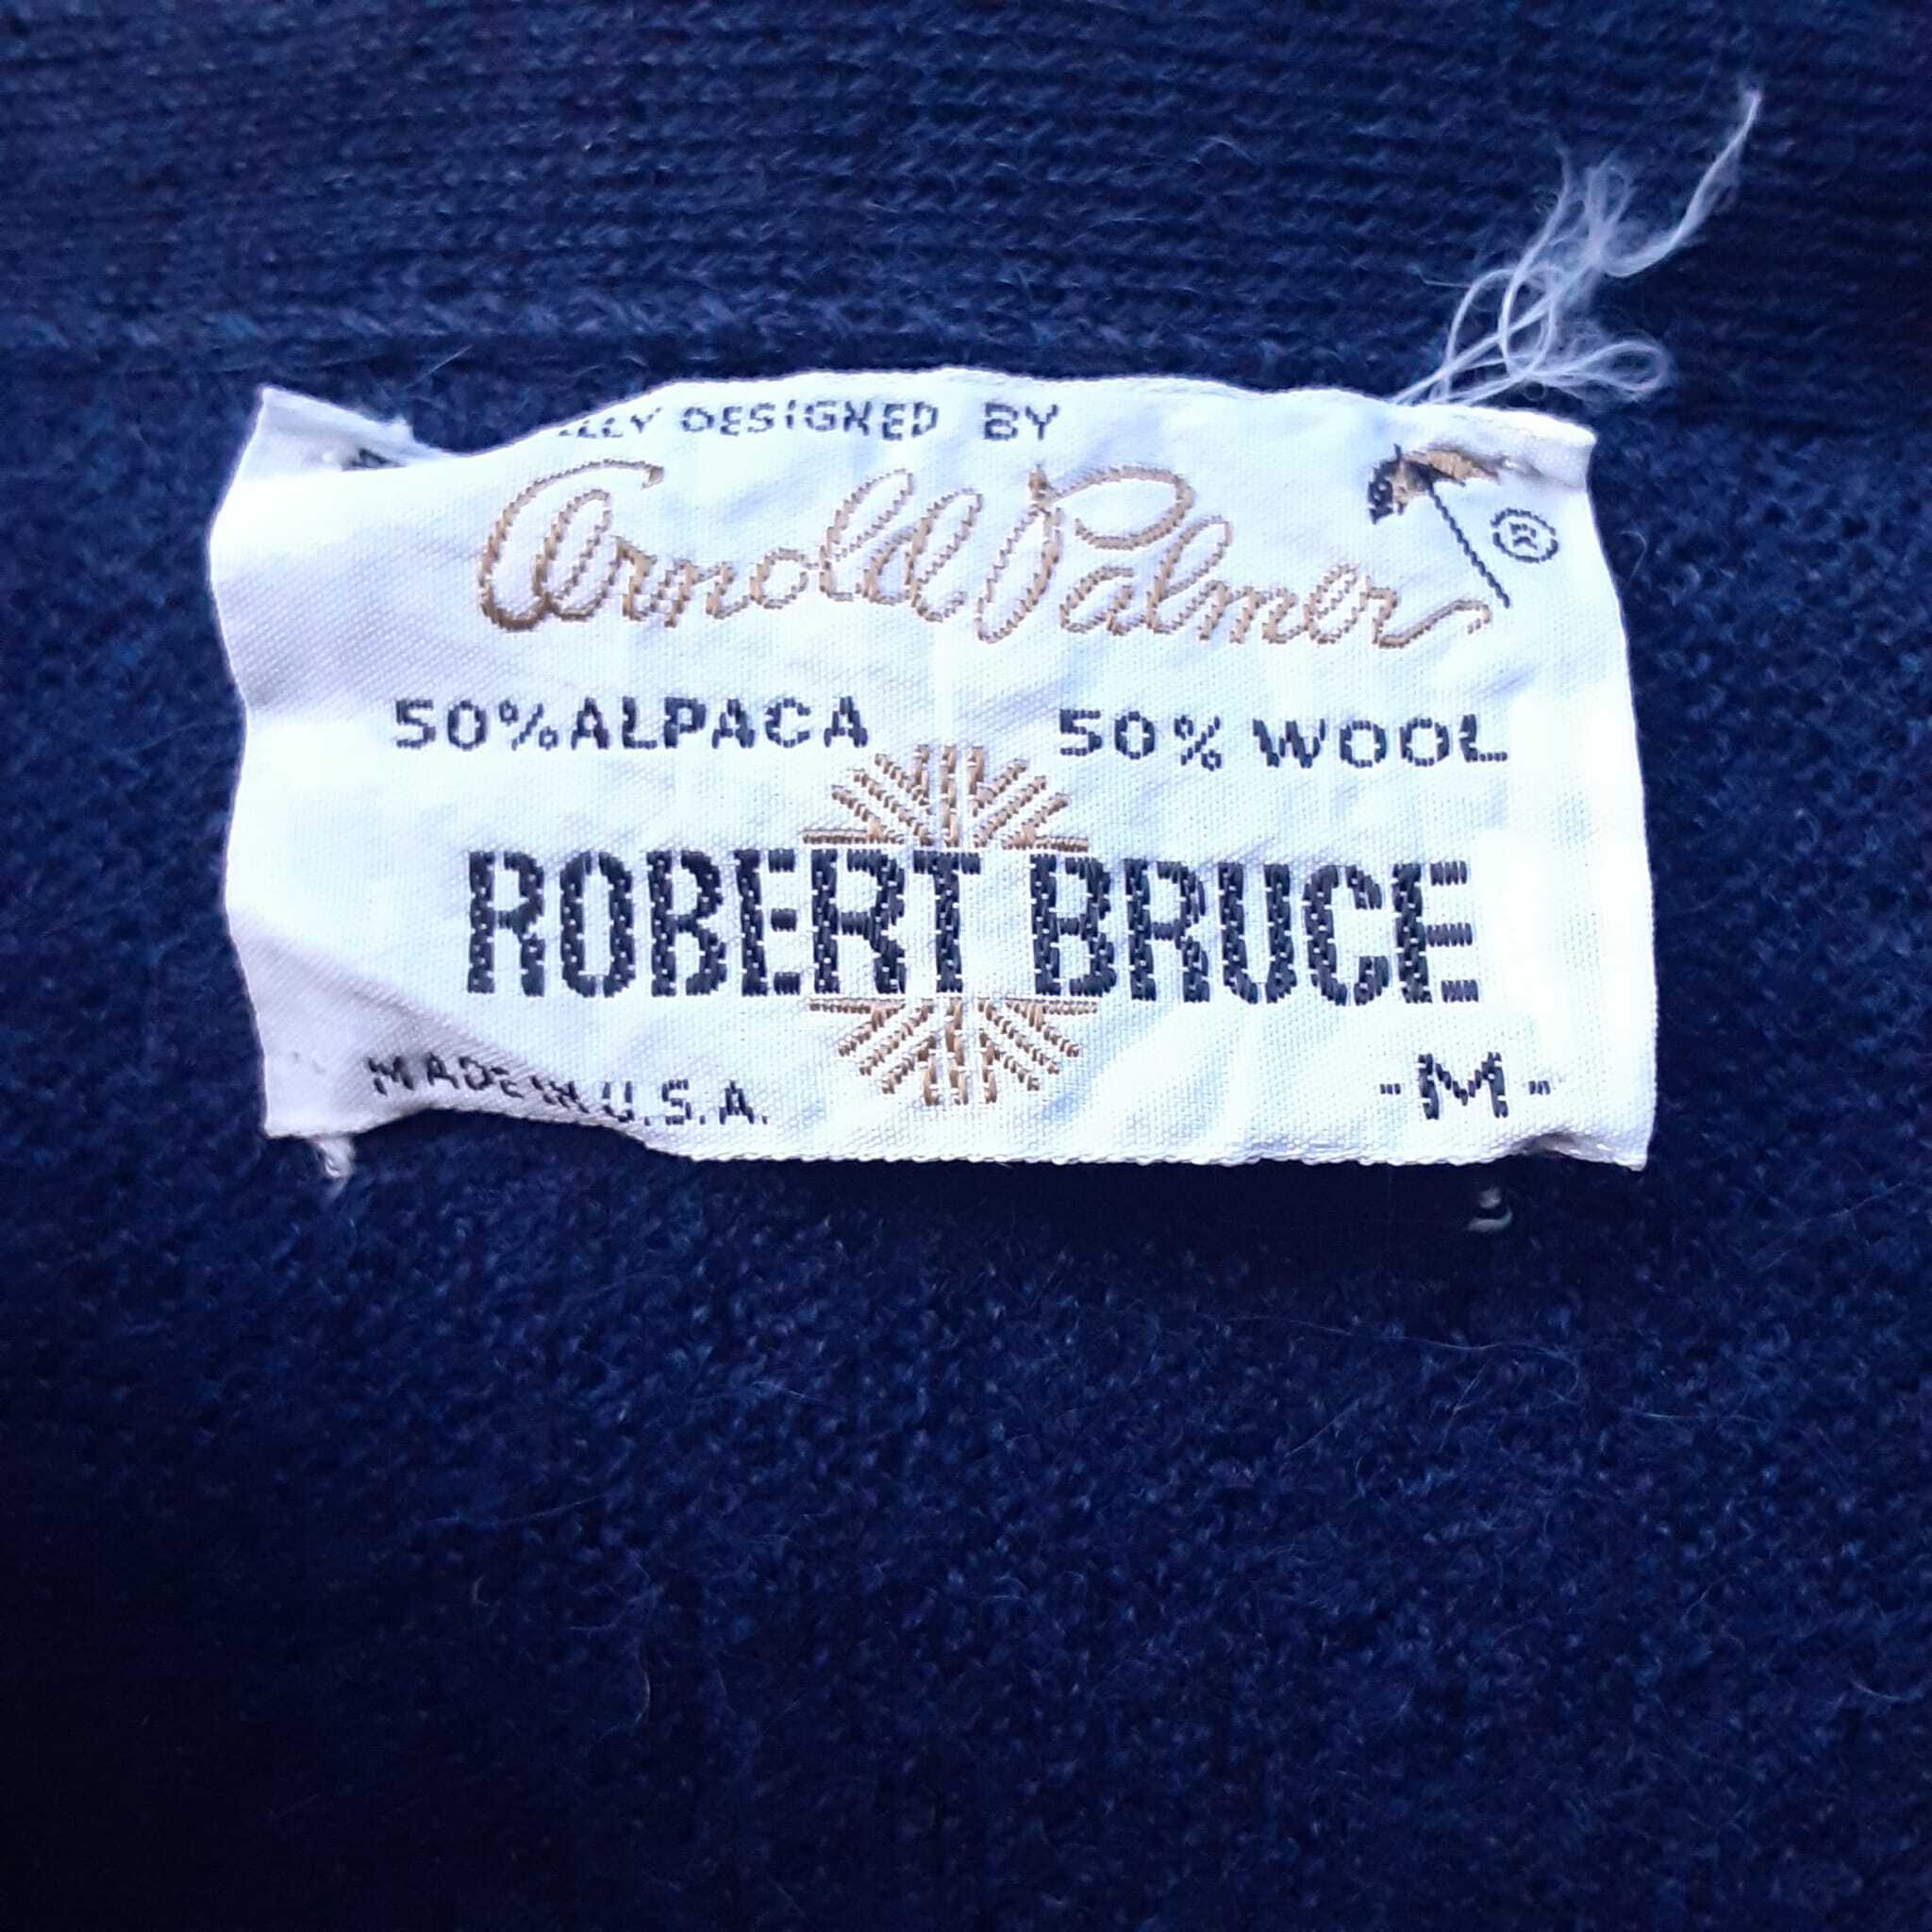 DESIGNED BY
Arnold Palmer ®
50% ALPACA 50% WOOL
ROBERT BRUCE
MADE IN U.S.A. -M-